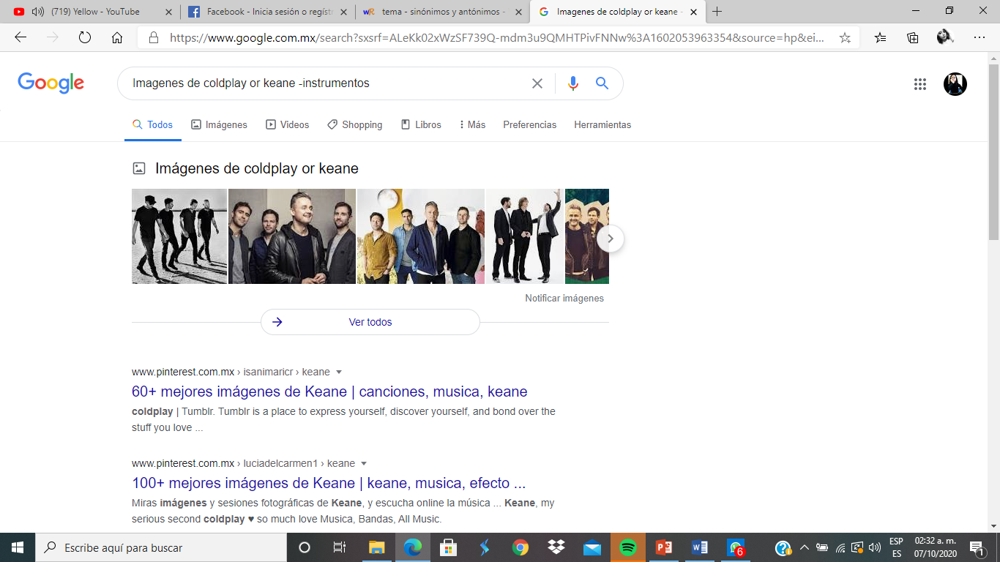 (719) Yellow - YouTube
Facebook - Inicia sesión o regíst
wR tema - sinónimos y antónimos -
Imagenes de coldplay or keane -
https://www.google.com.mx/search?sxsrf=ALeKk02xWzSF739Q-mdm3u9QMHTPivFNNw%3A1602053963354&source=hp&ei...
Google
Imagenes de coldplay or keane -instrumentos
Todos Imágenes Videos Shopping Libros Más Preferencias Herramientas
Imágenes de coldplay or keane
Notificar imágenes
Ver todos
www.pinterest.com.mx › isanimaricr › keane
60+ mejores imágenes de Keane | canciones, musica, keane
coldplay | Tumblr. Tumblr is a place to express yourself, discover yourself, and bond over the
stuff you love ...
www.pinterest.com.mx › luciadelcarmen1 › keane
100+ mejores imágenes de Keane | keane, musica, efecto ...
Miras imágenes y sesiones fotográficas de Keane, y escucha online la música ... Keane, my
serious second coldplay ♥ so much love Musica, Bandas, All Music.
Escribe aquí para buscar
6
ESP
ES
02:32 a. m.
07/10/2020
1